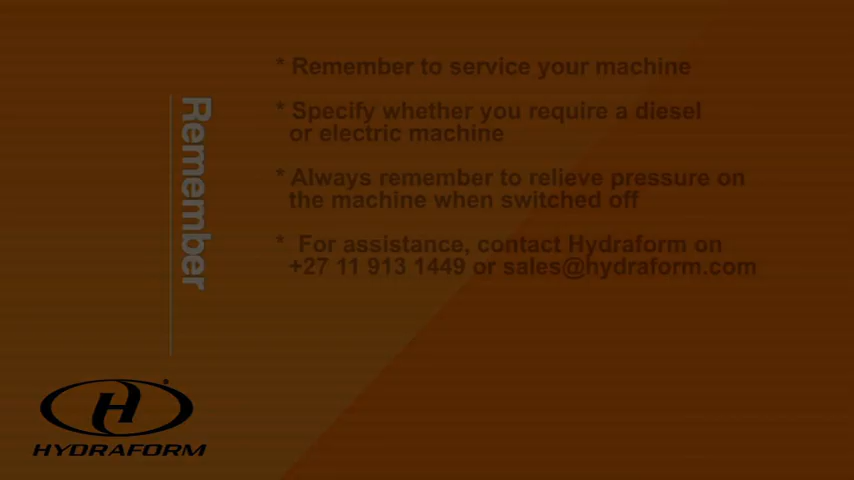 Remember
* Remember to service your machine
* Specify whether you require a diesel
or electric machine
* Always remember to relieve pressure on
the machine when switched off
* For assistance, contact Hydraform on
+27 11 913 1449 or sales@hydraform.com
H
HYDRAFORM